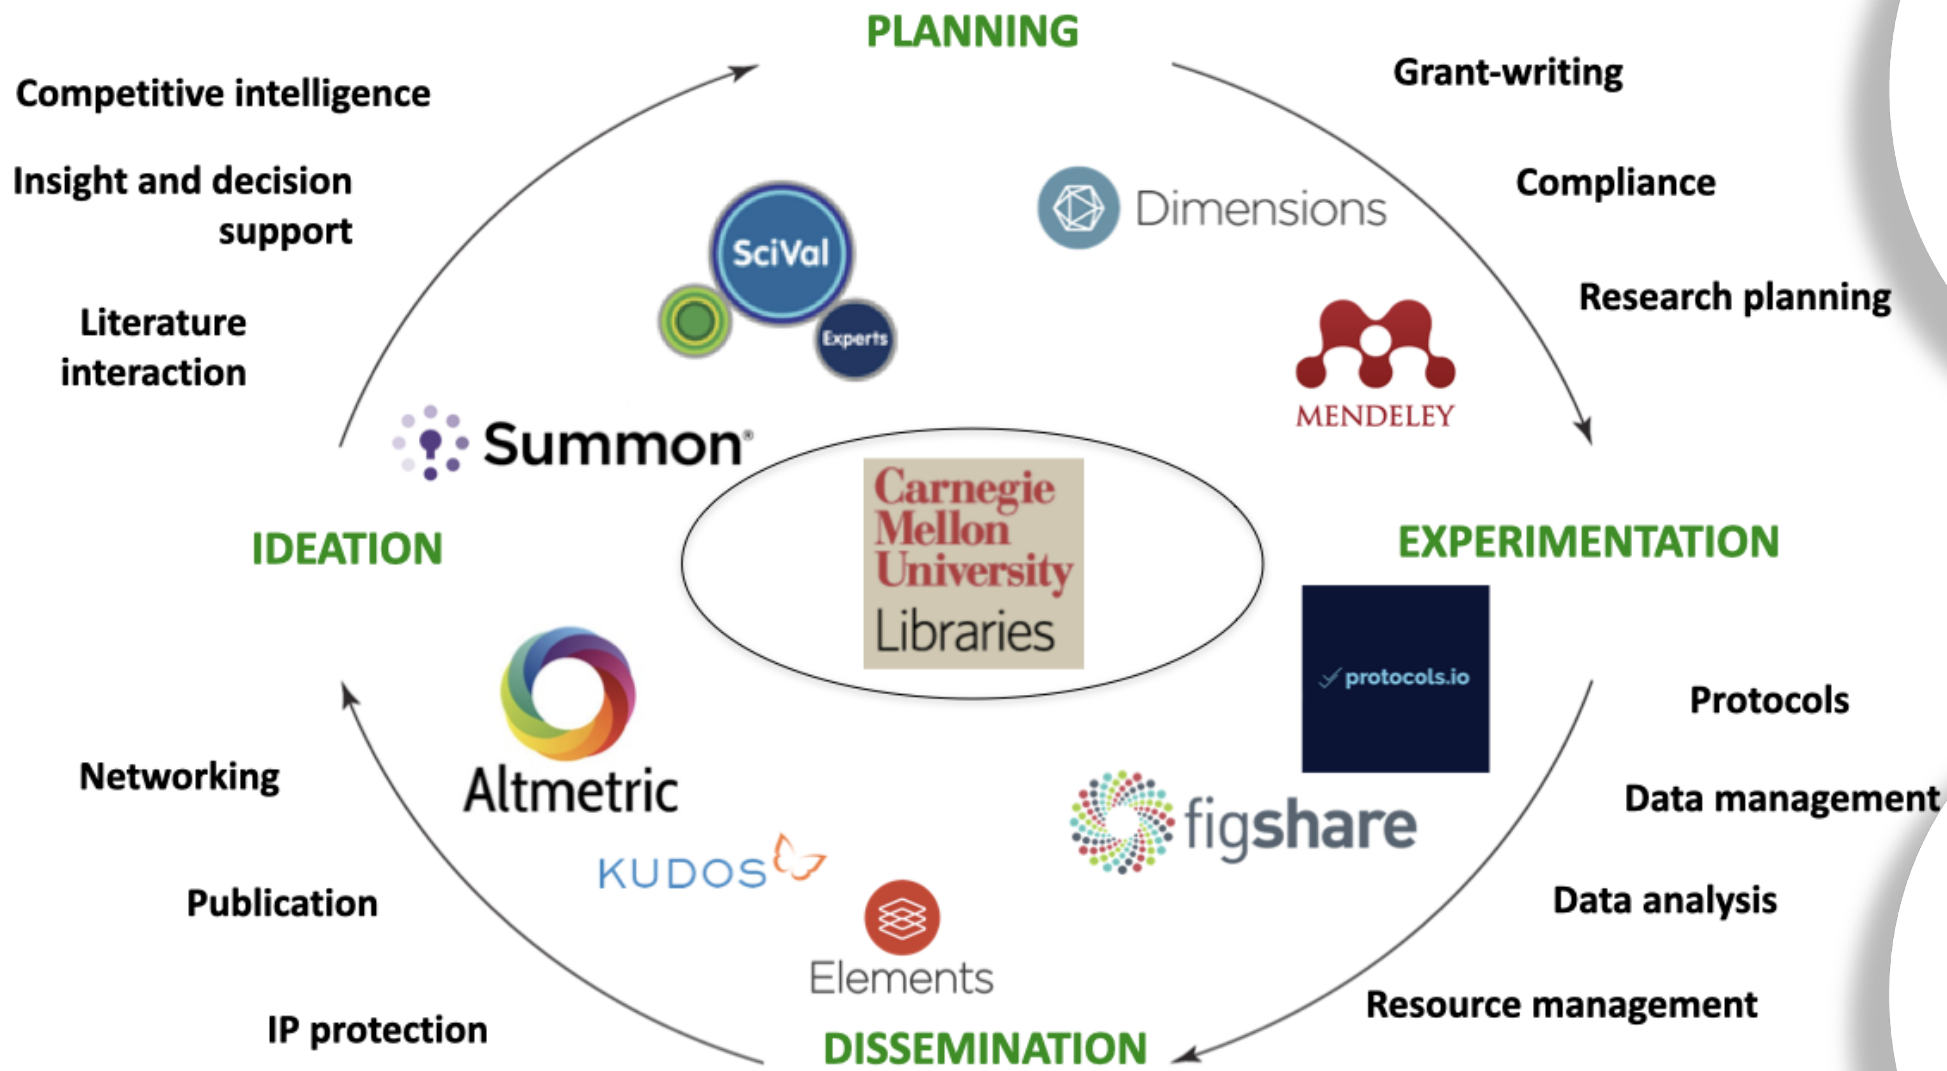 PLANNING
Competitive intelligence
Insight and decision
support
Literature
interaction
Grant-writing
Compliance
Research planning
SciVal
Experts
Dimensions
MENDELEY
Summon®
Carnegie
Mellon
University
Libraries
IDEATION
EXPERIMENTATION
protocols.io
Protocols
Data management
Data analysis
Resource management
figshare
Altmetric
KUDOS
Elements
Networking
Publication
IP protection
DISSEMINATION